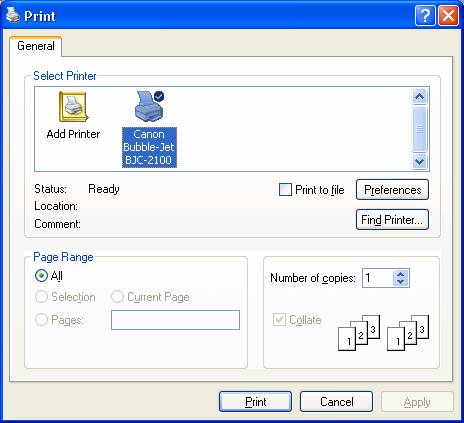 Print
General
Select Printer
Add Printer
Canon
Bubble-Jet
BJC-2100
Status: Ready
Location:
Comment:
Print to file
Preferences
Find Printer...
Page Range
All
Selection
Current Page
Pages:
Number of copies: 1
Collate
1 2 3 1 2 3
Print
Cancel
Apply